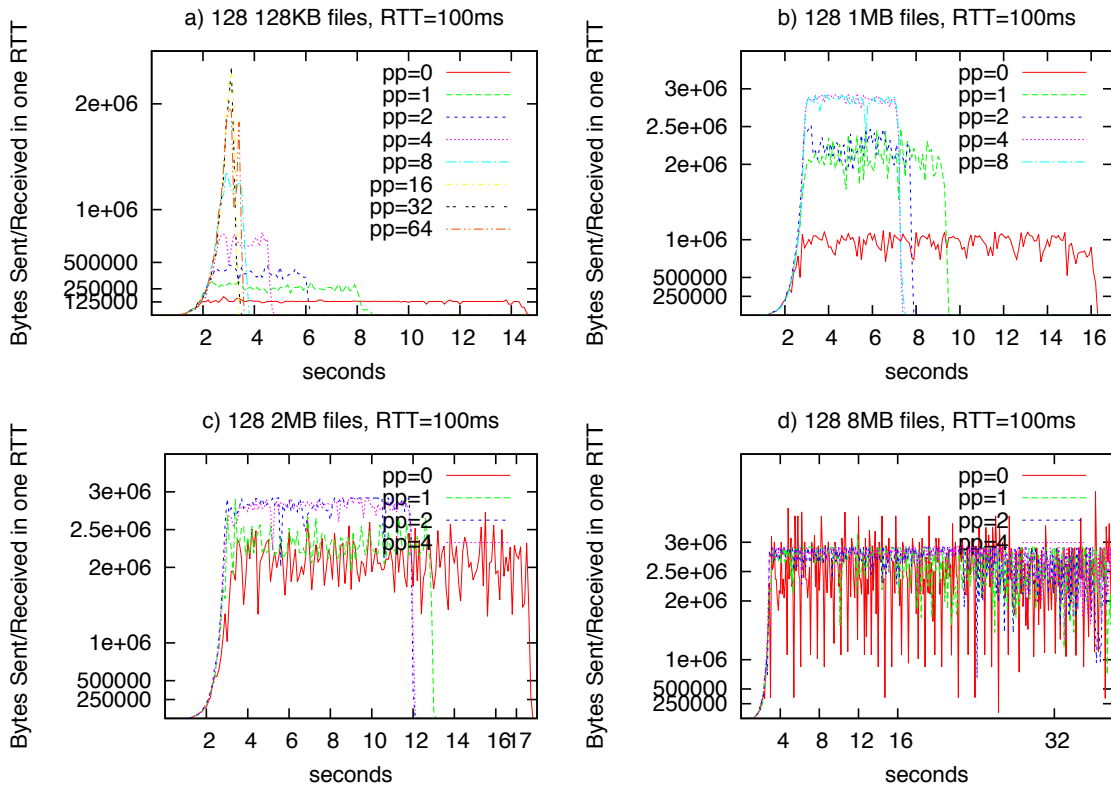 a) 128 128KB files, RTT=100ms
Bytes Sent/Received in one RTT
2e+06
1e+06
500000
250000
125000
pp=0
pp=1
pp=2
pp=4
pp=8
pp=16
pp=32
pp=64
2 4 6 8 10 12 14
seconds
b) 128 1MB files, RTT=100ms
Bytes Sent/Received in one RTT
3e+06
2.5e+06
2e+06
1e+06
500000
250000
pp=0
pp=1
pp=2
pp=4
pp=8
2 4 6 8 10 12 14 16
seconds
c) 128 2MB files, RTT=100ms
Bytes Sent/Received in one RTT
3e+06
2.5e+06
2e+06
1e+06
500000
250000
pp=0
pp=1
pp=2
pp=4
2 4 6 8 10 12 14 16 17
seconds
d) 128 8MB files, RTT=100ms
Bytes Sent/Received in one RTT
3e+06
2.5e+06
2e+06
1e+06
500000
250000
pp=0
pp=1
pp=2
pp=4
4 8 12 16 32
seconds